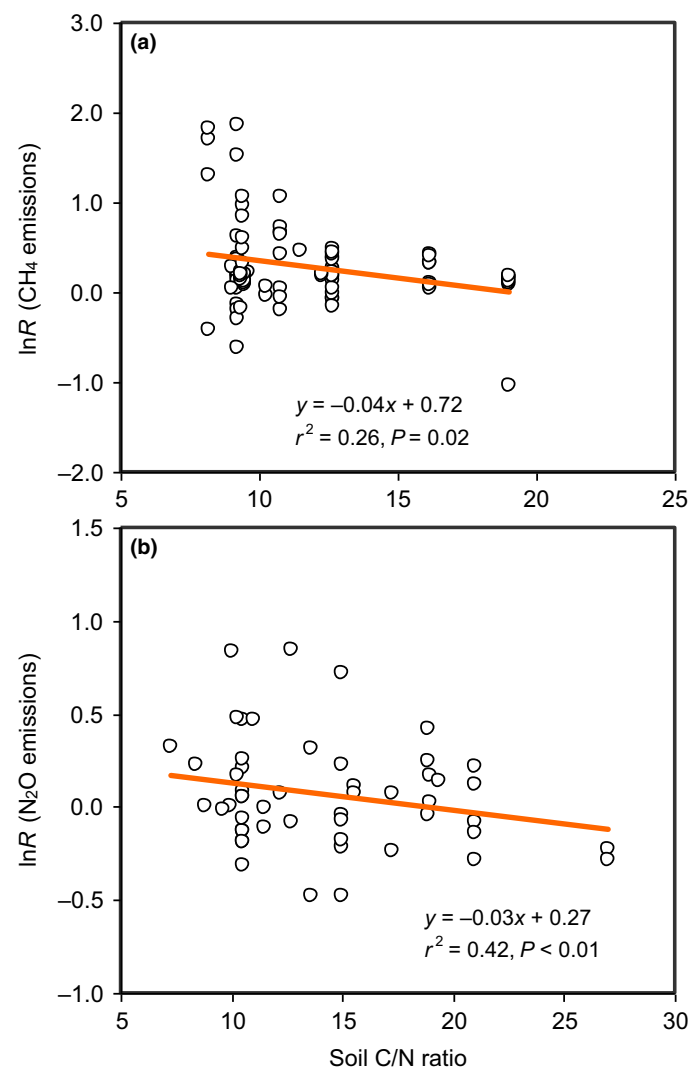 (a)
3.0
2.0
1.0
0.0
–1.0
–2.0
lnR (CH₄ emissions)
y = –0.04x + 0.72
r² = 0.26, P = 0.02
5 10 15 20 25
(b)
1.5
1.0
0.5
0.0
–0.5
–1.0
lnR (N₂O emissions)
y = –0.03x + 0.27
r² = 0.42, P < 0.01
5 10 15 20 25 30
Soil C/N ratio